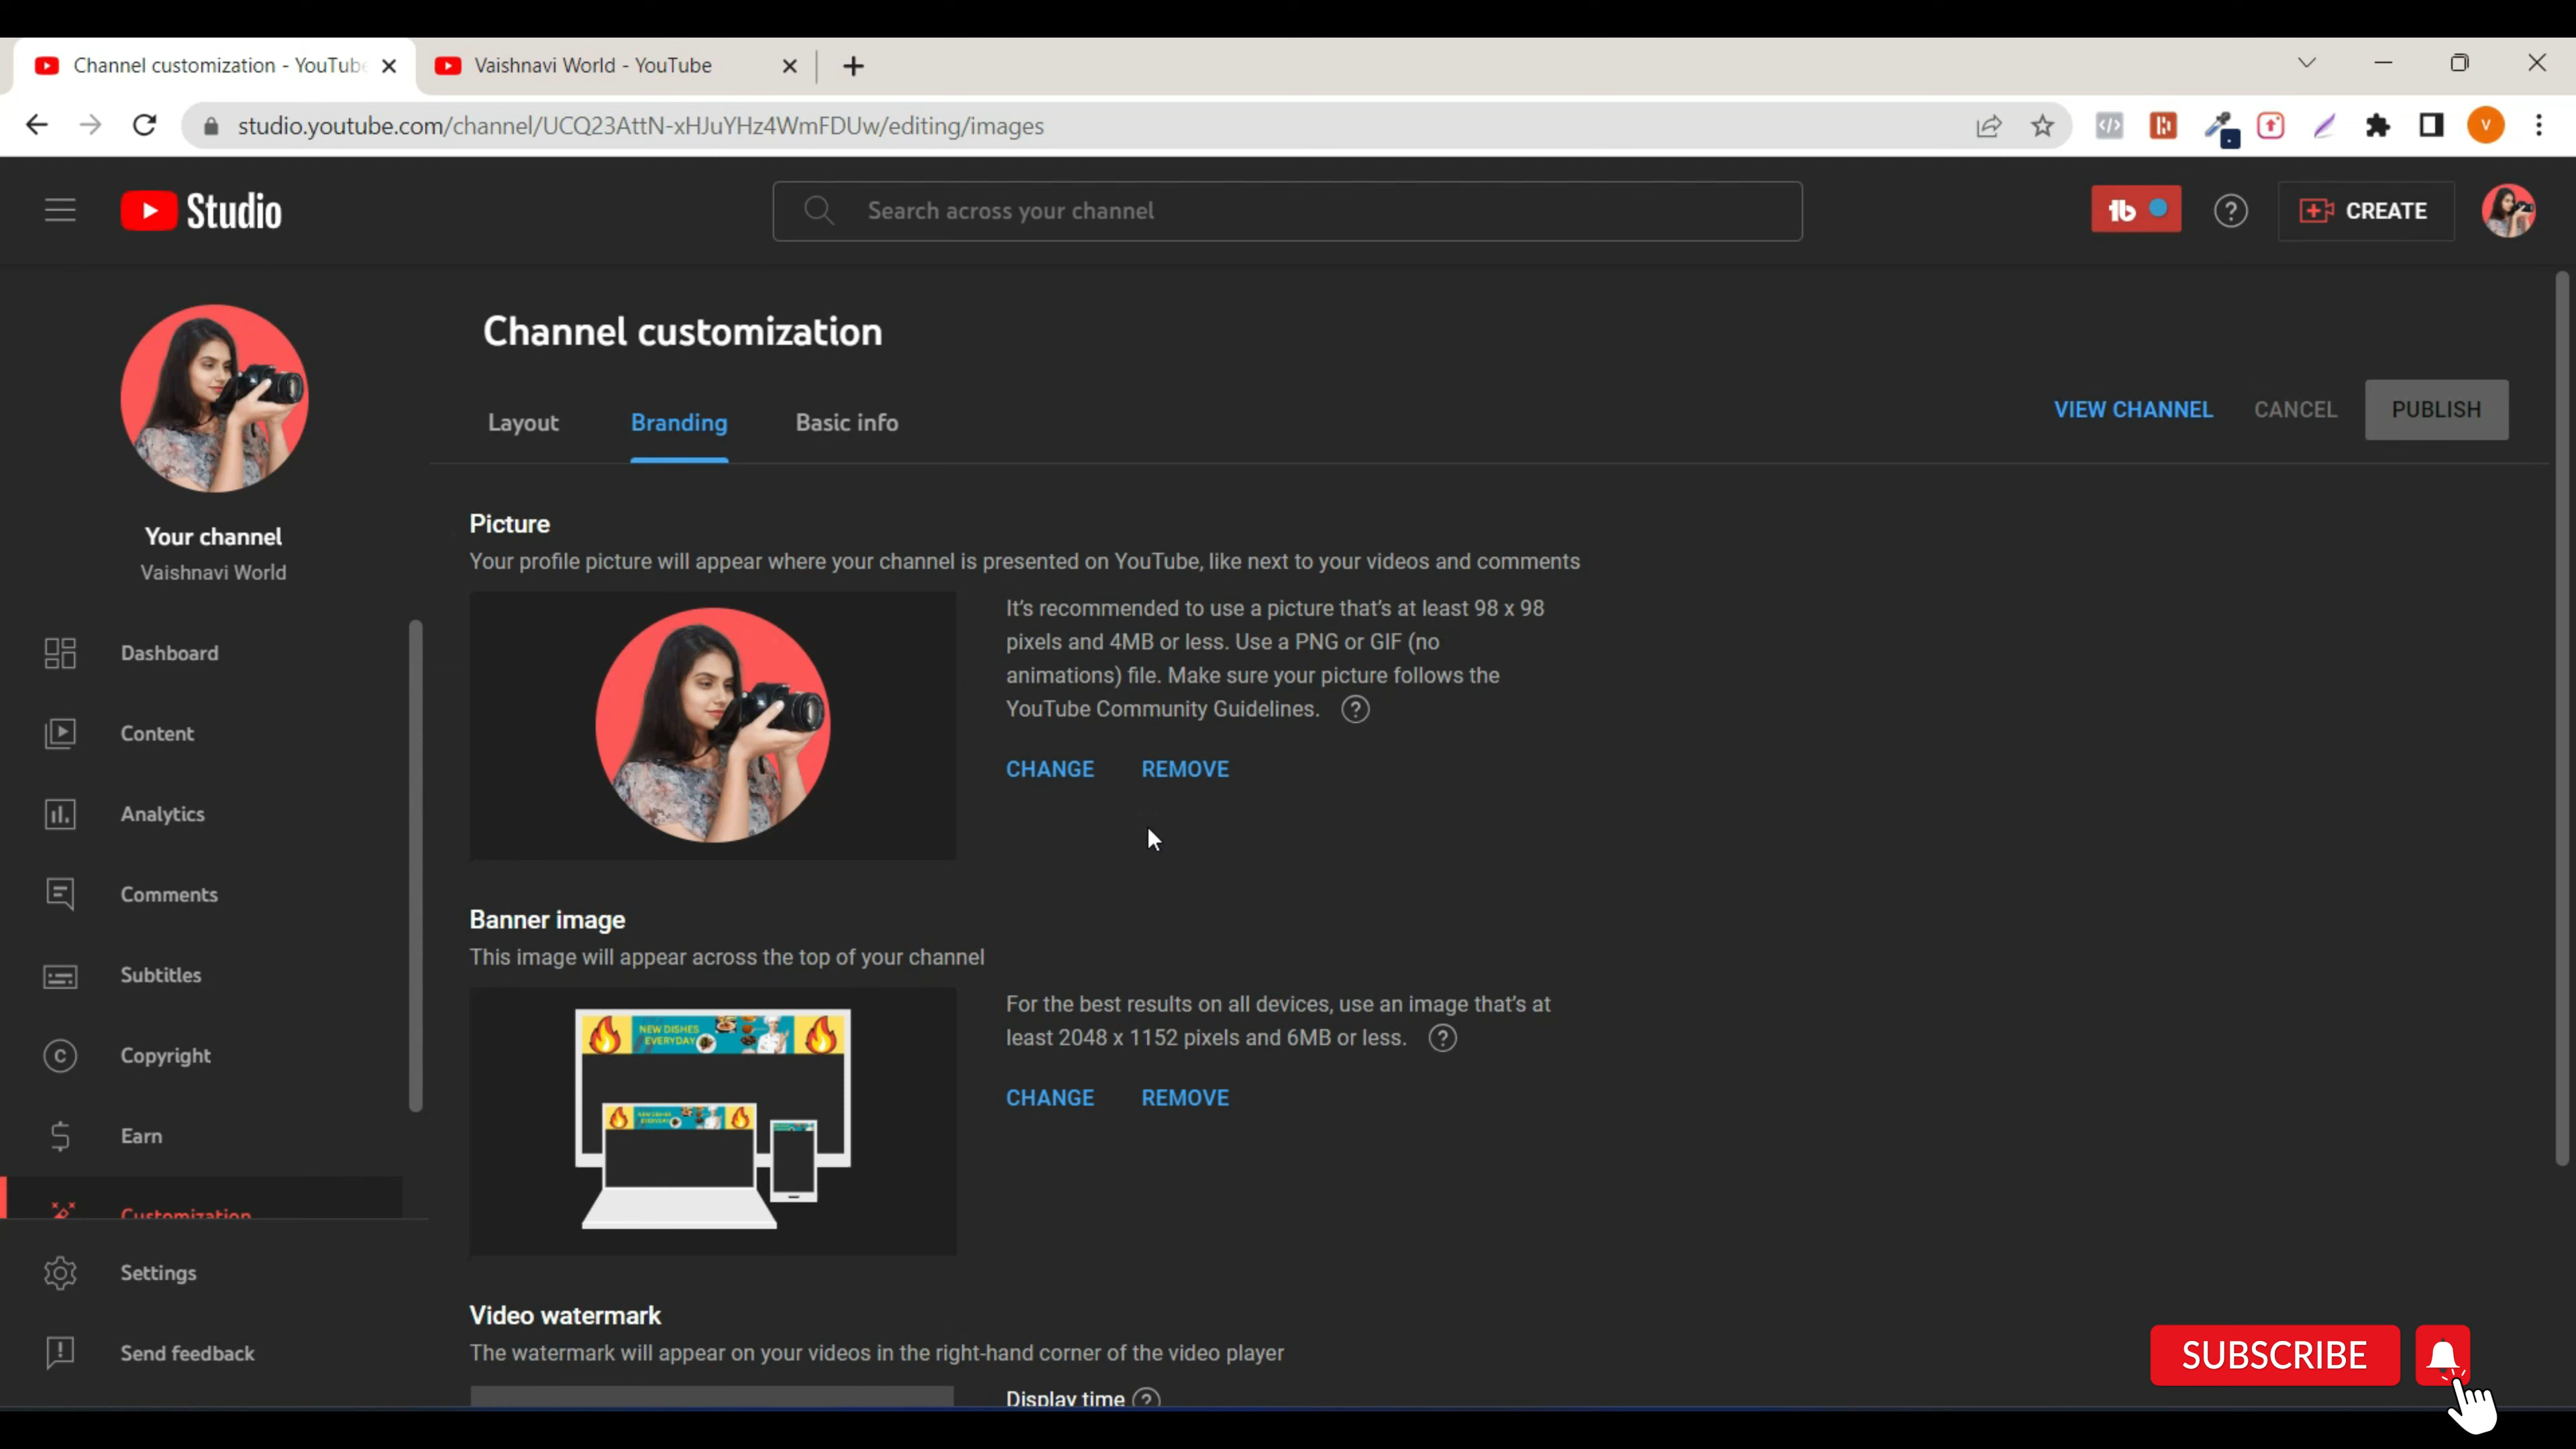 Channel customization - YouTube
Vaishnavi World - YouTube
studio.youtube.com/channel/UCQ23AttN-xHJuYHz4WmFDUw/editing/images
V
Studio
Search across your channel
CREATE
Channel customization
Layout
Branding
Basic info
VIEW CHANNEL
CANCEL
PUBLISH
Your channel
Vaishnavi World
Dashboard
Content
Analytics
Comments
Subtitles
Copyright
Earn
Customization
Settings
Send feedback
Picture
Your profile picture will appear where your channel is presented on YouTube, like next to your videos and comments
It's recommended to use a picture that's at least 98 x 98
pixels and 4MB or less. Use a PNG or GIF (no
animations) file. Make sure your picture follows the
YouTube Community Guidelines.
CHANGE
REMOVE
Banner image
This image will appear across the top of your channel
NEW DISHES
EVERYDAY
NEW DISHES
EVERYDAY
For the best results on all devices, use an image that's at
least 2048 x 1152 pixels and 6MB or less.
CHANGE
REMOVE
Video watermark
The watermark will appear on your videos in the right-hand corner of the video player
Display time
SUBSCRIBE